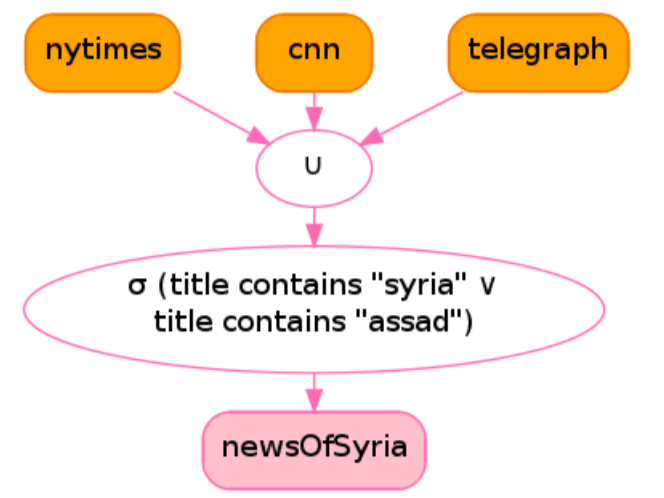 nytimes
cnn
telegraph
∪
σ (title contains "syria" ∨
title contains "assad")
newsOfSyria